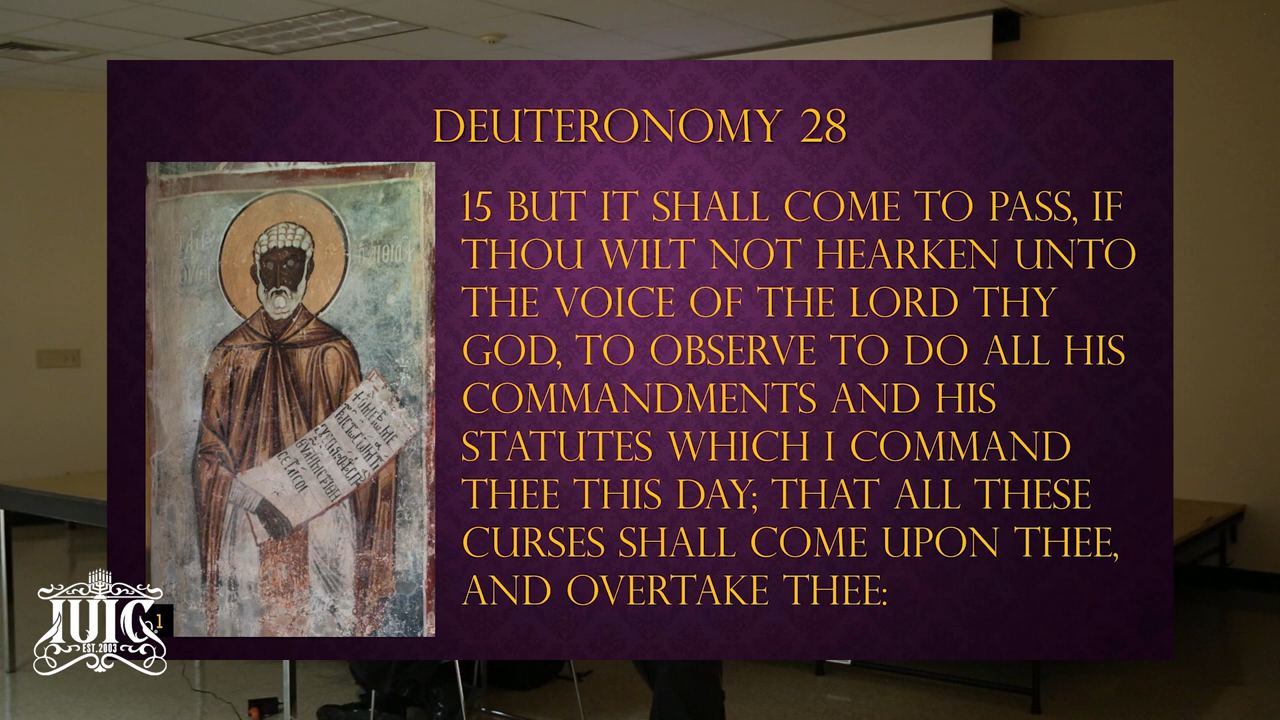 DEUTERONOMY 28
15 BUT IT SHALL COME TO PASS, IF
THOU WILT NOT HEARKEN UNTO
THE VOICE OF THE LORD THY
GOD, TO OBSERVE TO DO ALL HIS
COMMANDMENTS AND HIS
STATUTES WHICH I COMMAND
THEE THIS DAY; THAT ALL THESE
CURSES SHALL COME UPON THEE,
AND OVERTAKE THEE:
IUIC
EST. 2003